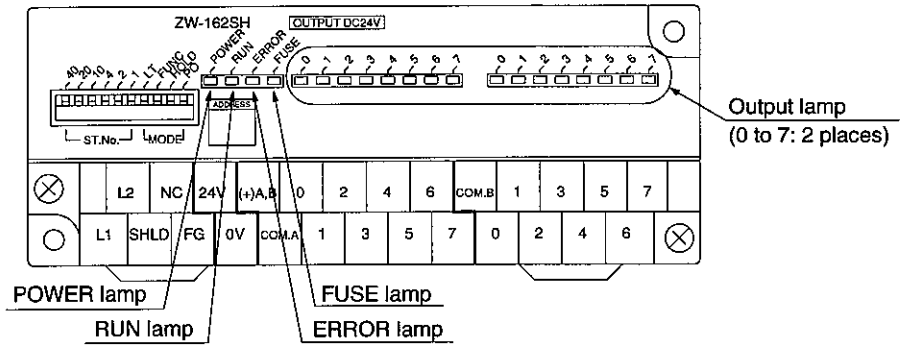 ZW-162SH
OUTPUT DC24V
40 20 10 4 2 1 LT FUNC HOLD PO
POWER RUN ERROR FUSE
0 1 2 3 4 5 6 7
0 1 2 3 4 5 6 7
ST.No. MODE
ADDRESS
Output lamp
(0 to 7: 2 places)
L2 NC 24V (+)A,B 0 2 4 6 COM.B 1 3 5 7
L1 SHLD FG 0V COM.A 1 3 5 7 0 2 4 6
POWER lamp
FUSE lamp
RUN lamp
ERROR lamp